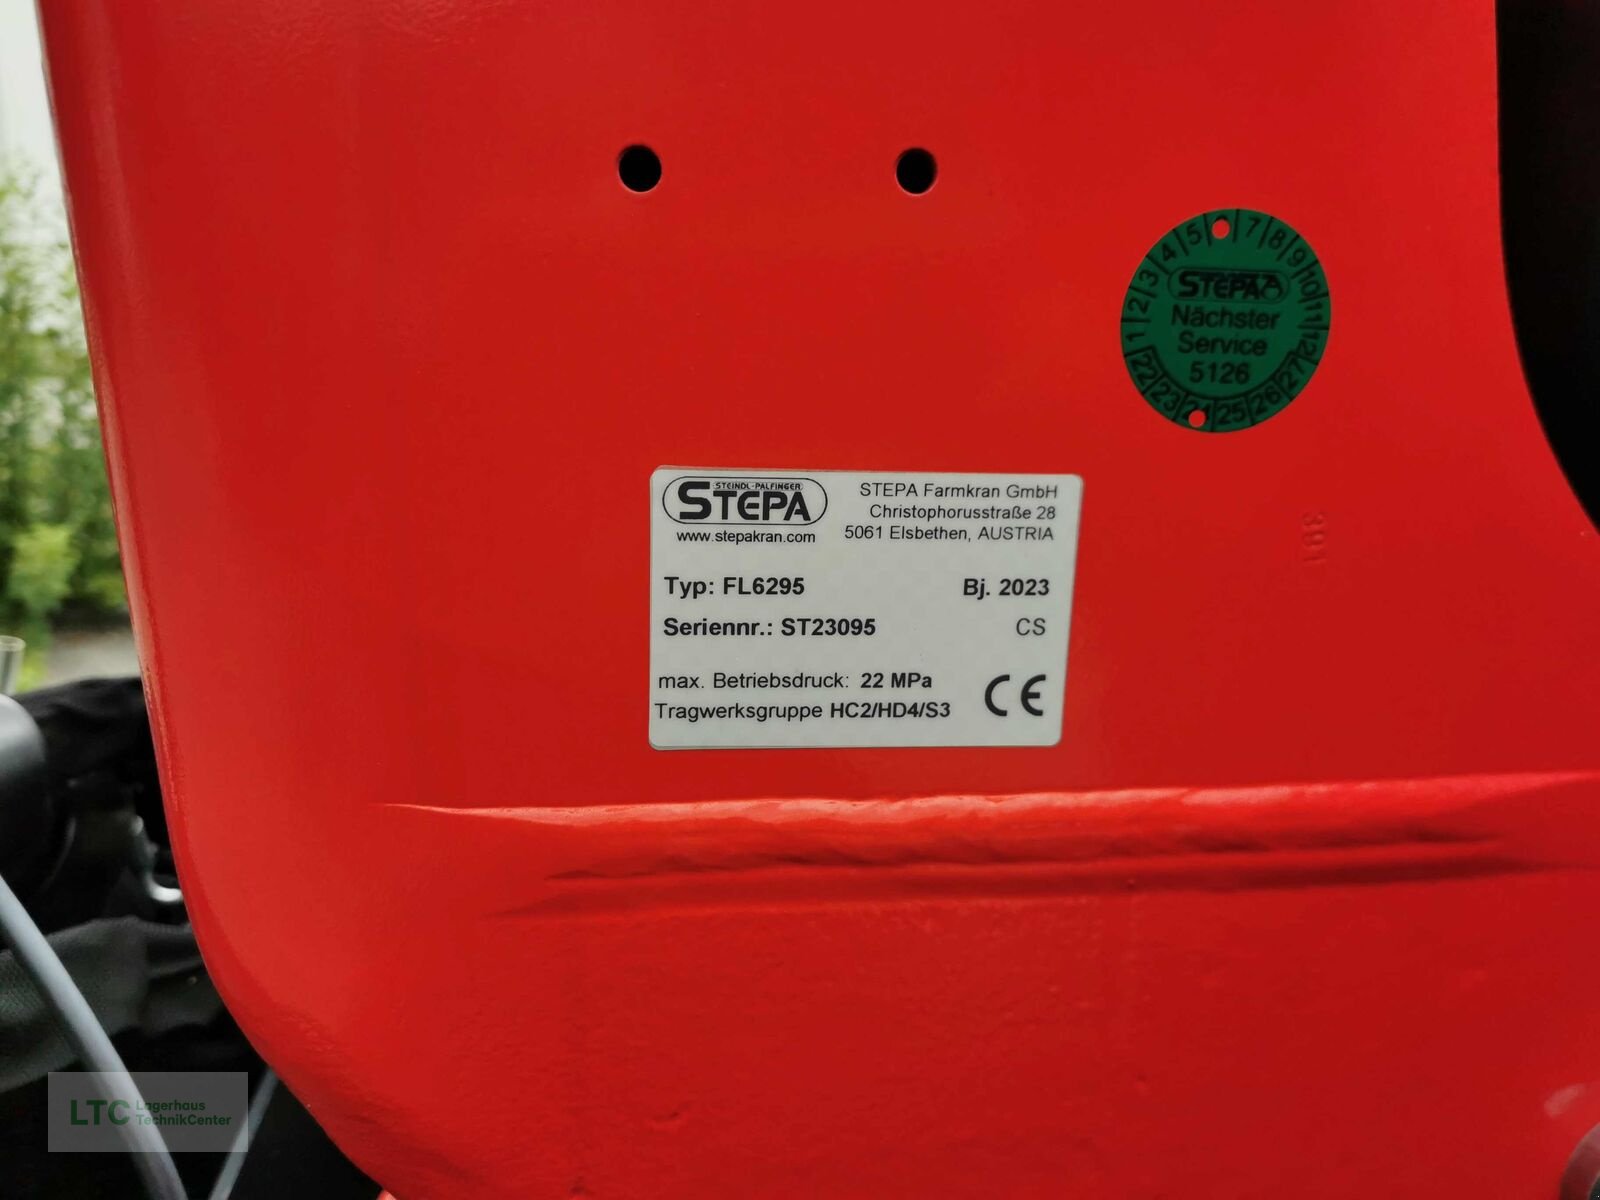 5 7 8
4 9
3 10
2 11
1 12
STEPA
Nächster
Service
5126
22 23 24 25 26 27
STEINDL-PALFINGER
STEPA
www.stepakran.com
STEPA Farmkran GmbH
Christophorusstraße 28
5061 Elsbethen, AUSTRIA
Typ: FL6295 Bj. 2023
Seriennr.: ST23095 CS
max. Betriebsdruck: 22 MPa
Tragwerksgruppe HC2/HD4/S3
CE
391
LTC Lagerhaus
TechnikCenter